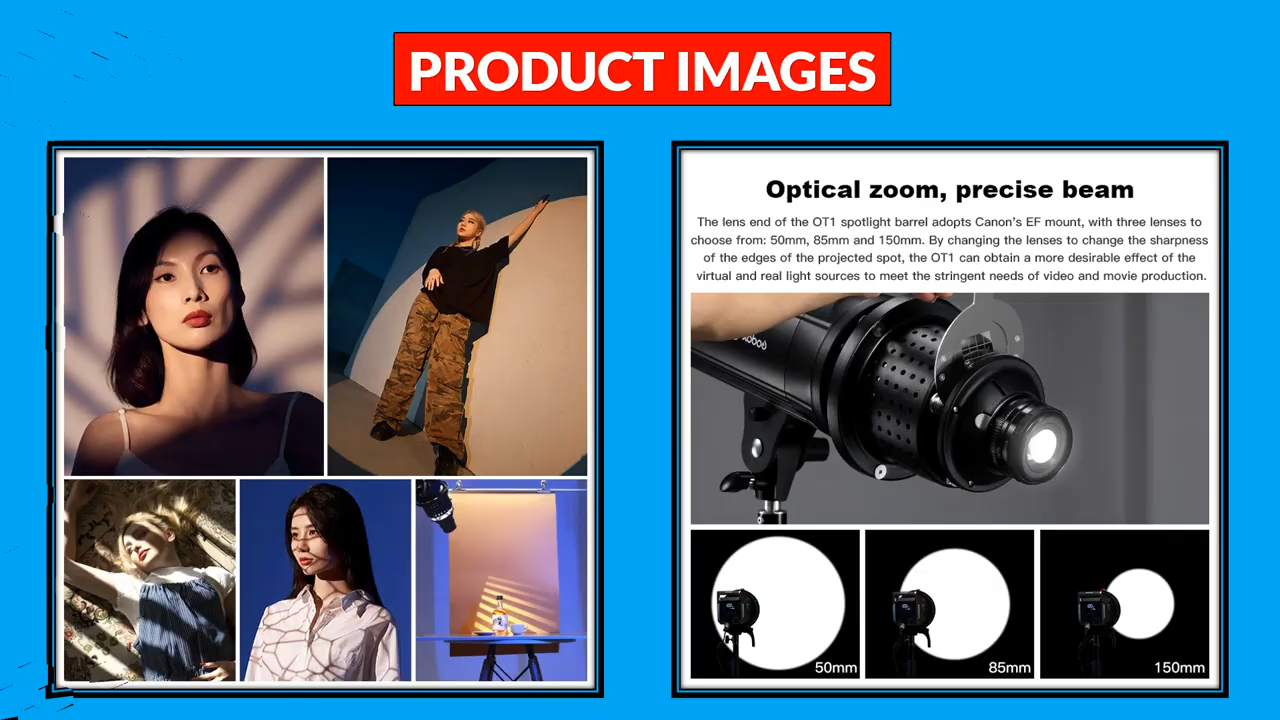 PRODUCT IMAGES
Optical zoom, precise beam
The lens end of the OT1 spotlight barrel adopts Canon's EF mount, with three lenses to
choose from: 50mm, 85mm and 150mm. By changing the lenses to change the sharpness
of the edges of the projected spot, the OT1 can obtain a more desirable effect of the
virtual and real light sources to meet the stringent needs of video and movie production.
50mm
85mm
150mm